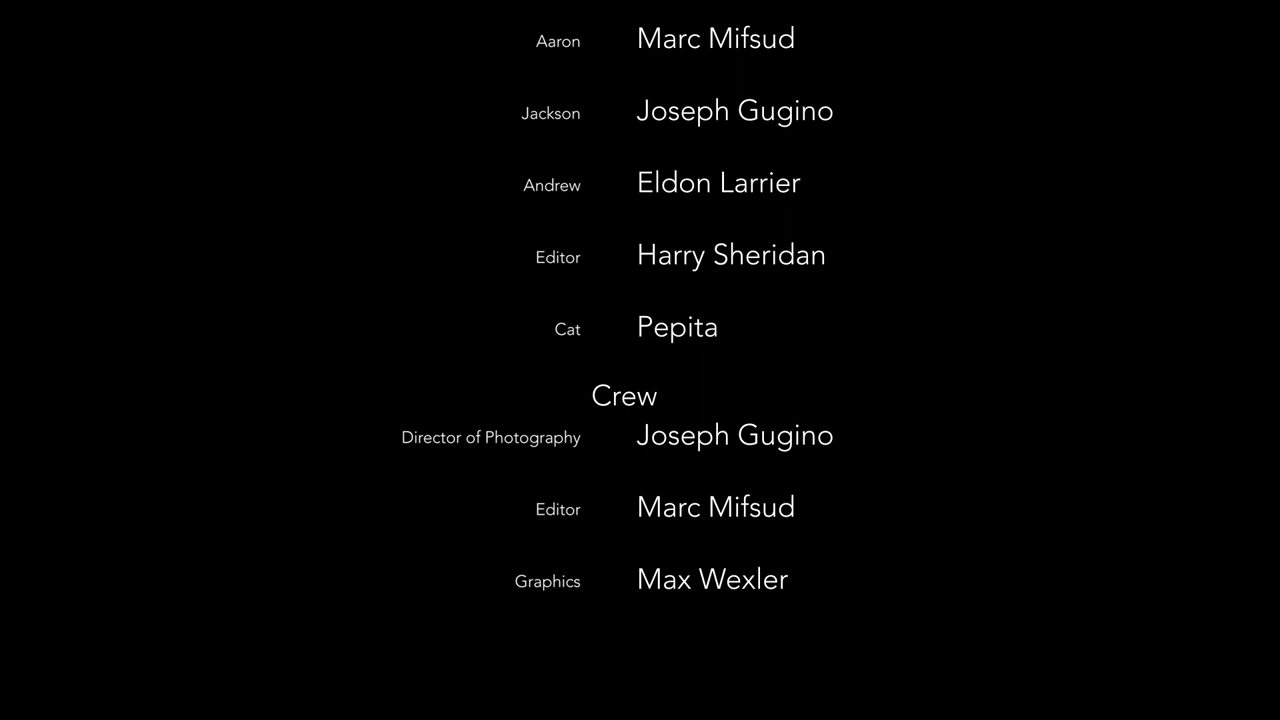 Aaron Marc Mifsud
Jackson Joseph Gugino
Andrew Eldon Larrier
Editor Harry Sheridan
Cat Pepita
Crew
Director of Photography Joseph Gugino
Editor Marc Mifsud
Graphics Max Wexler